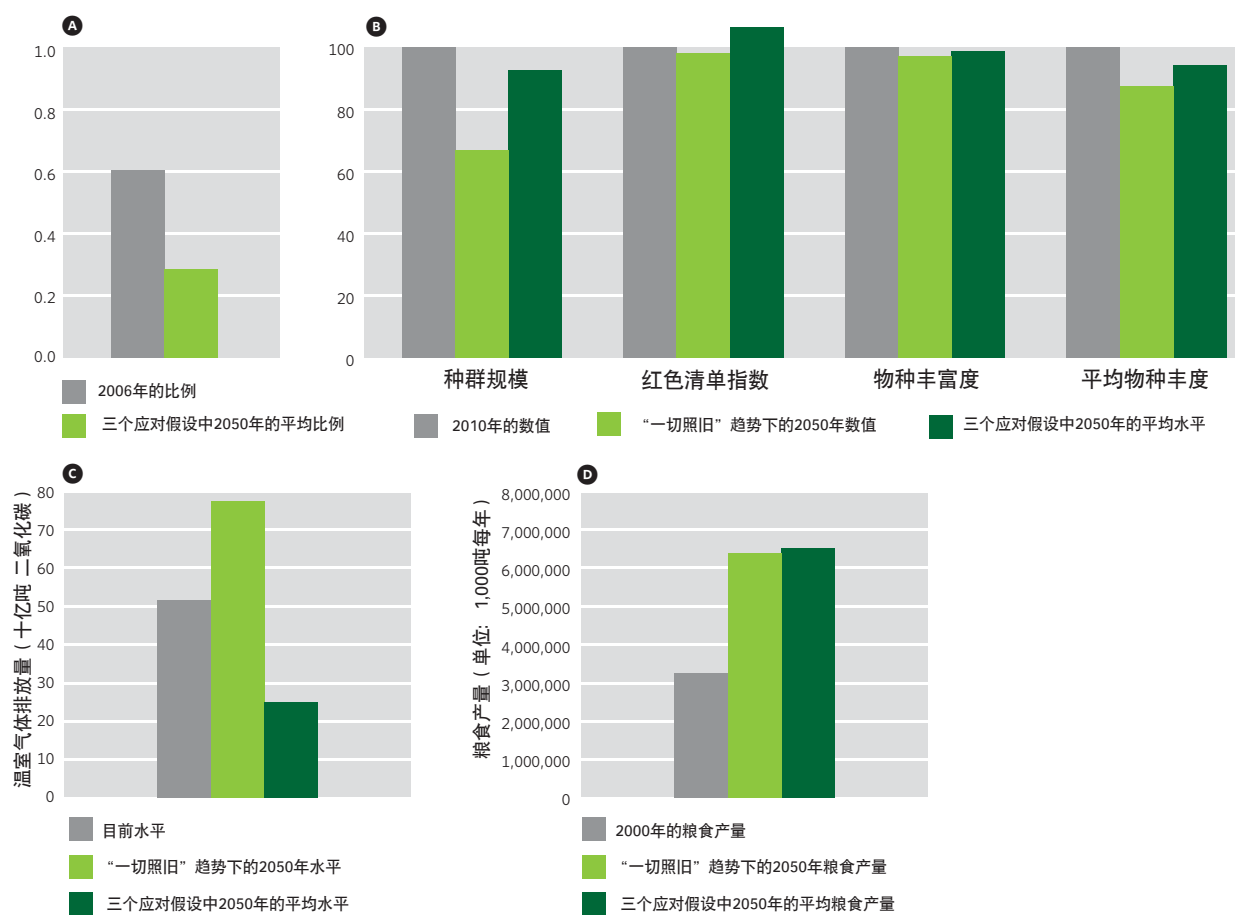 A
1.0
0.8
0.6
0.4
0.2
0.0
2006年的比例
三个应对假设中2050年的平均比例
B
100
80
60
40
20
0
种群规模
红色清单指数
物种丰富度
平均物种丰度
2010年的数值
“一切照旧”趋势下的2050年数值
三个应对假设中2050年的平均水平
C
温室气体排放量（十亿吨 二氧化碳）
80
70
60
50
40
30
20
10
0
目前水平
“一切照旧”趋势下的2050年水平
三个应对假设中2050年的平均水平
D
粮食产量（单位: 1,000吨每年）
8,000,000
7,000,000
6,000,000
5,000,000
4,000,000
3,000,000
2,000,000
1,000,000
0
2000年的粮食产量
“一切照旧”趋势下的2050年粮食产量
三个应对假设中2050年的平均粮食产量